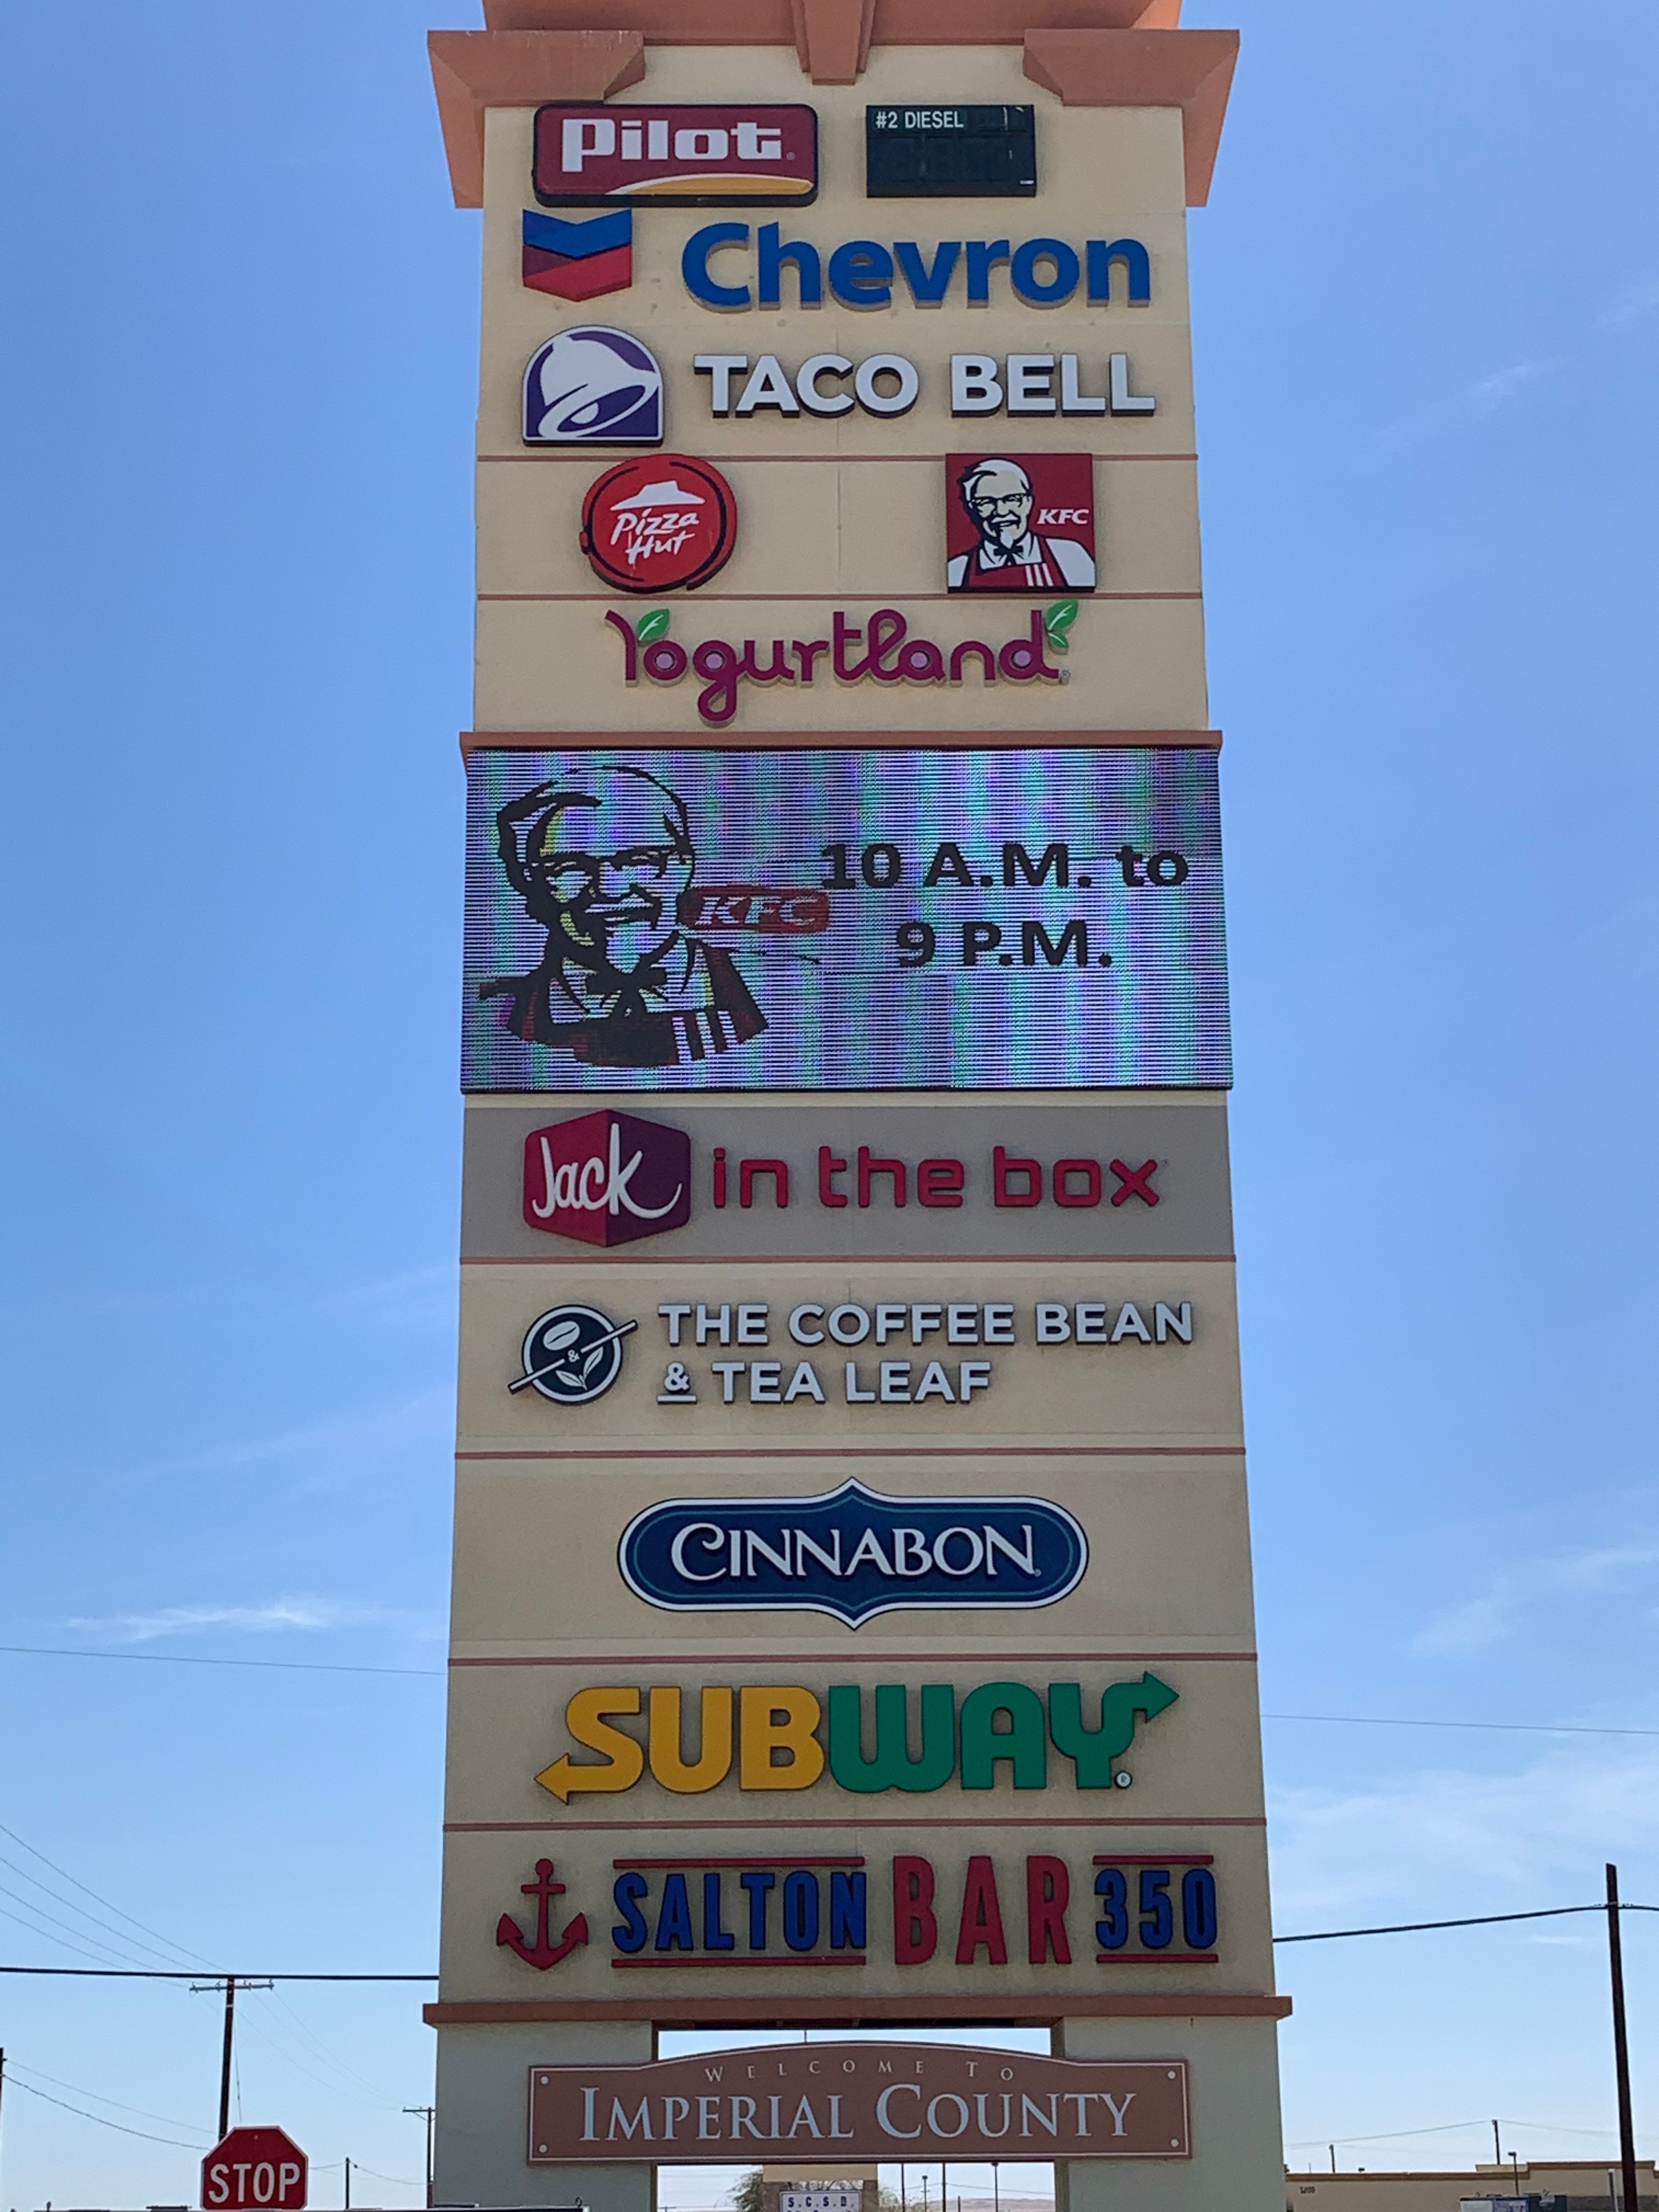 Pilot
#2 DIESEL
Chevron
TACO BELL
Pizza
Hut
KFC
Yogurtland
10 A.M. to
KFC
9 P.M.
Jack in the box
THE COFFEE BEAN
& TEA LEAF
CINNABON
SUBWAY
SALTON BAR 350
WELCOME TO
IMPERIAL COUNTY
STOP
S.C.S.D.